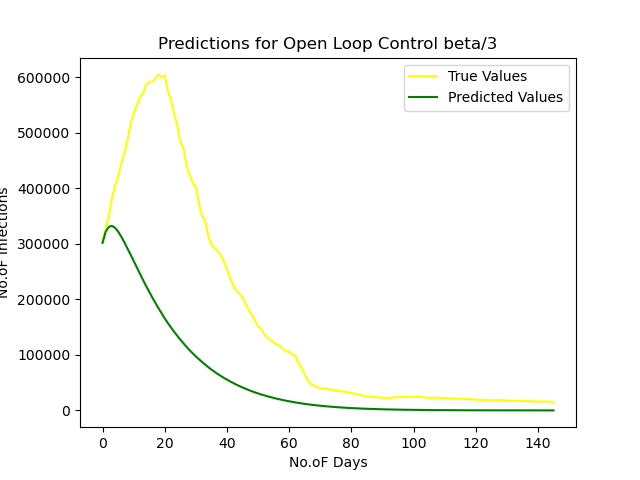 Predictions for Open Loop Control beta/3
True Values
Predicted Values
600000
500000
400000
300000
200000
100000
0
No.oF Infections
0 20 40 60 80 100 120 140
No.oF Days